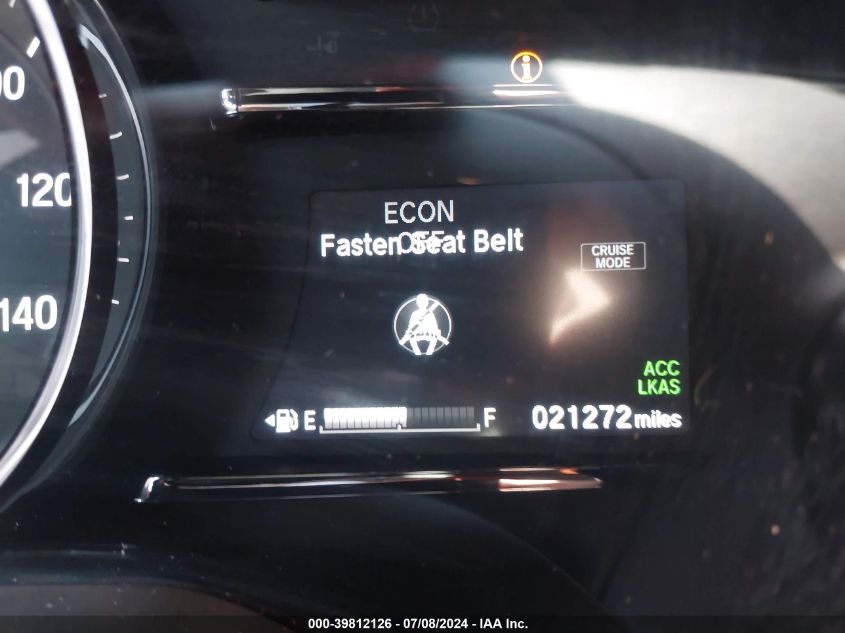 120
140
ECON
OFF
Fasten Seat Belt
CRUISE
MODE
ACC
LKAS
E F 021272 miles
000-39812126 - 07/08/2024 - IAA Inc.